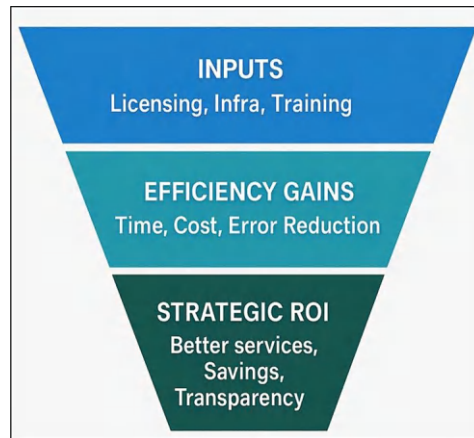 INPUTS
Licensing, Infra, Training
EFFICIENCY GAINS
Time, Cost, Error Reduction
STRATEGIC ROI
Better services,
Savings,
Transparency